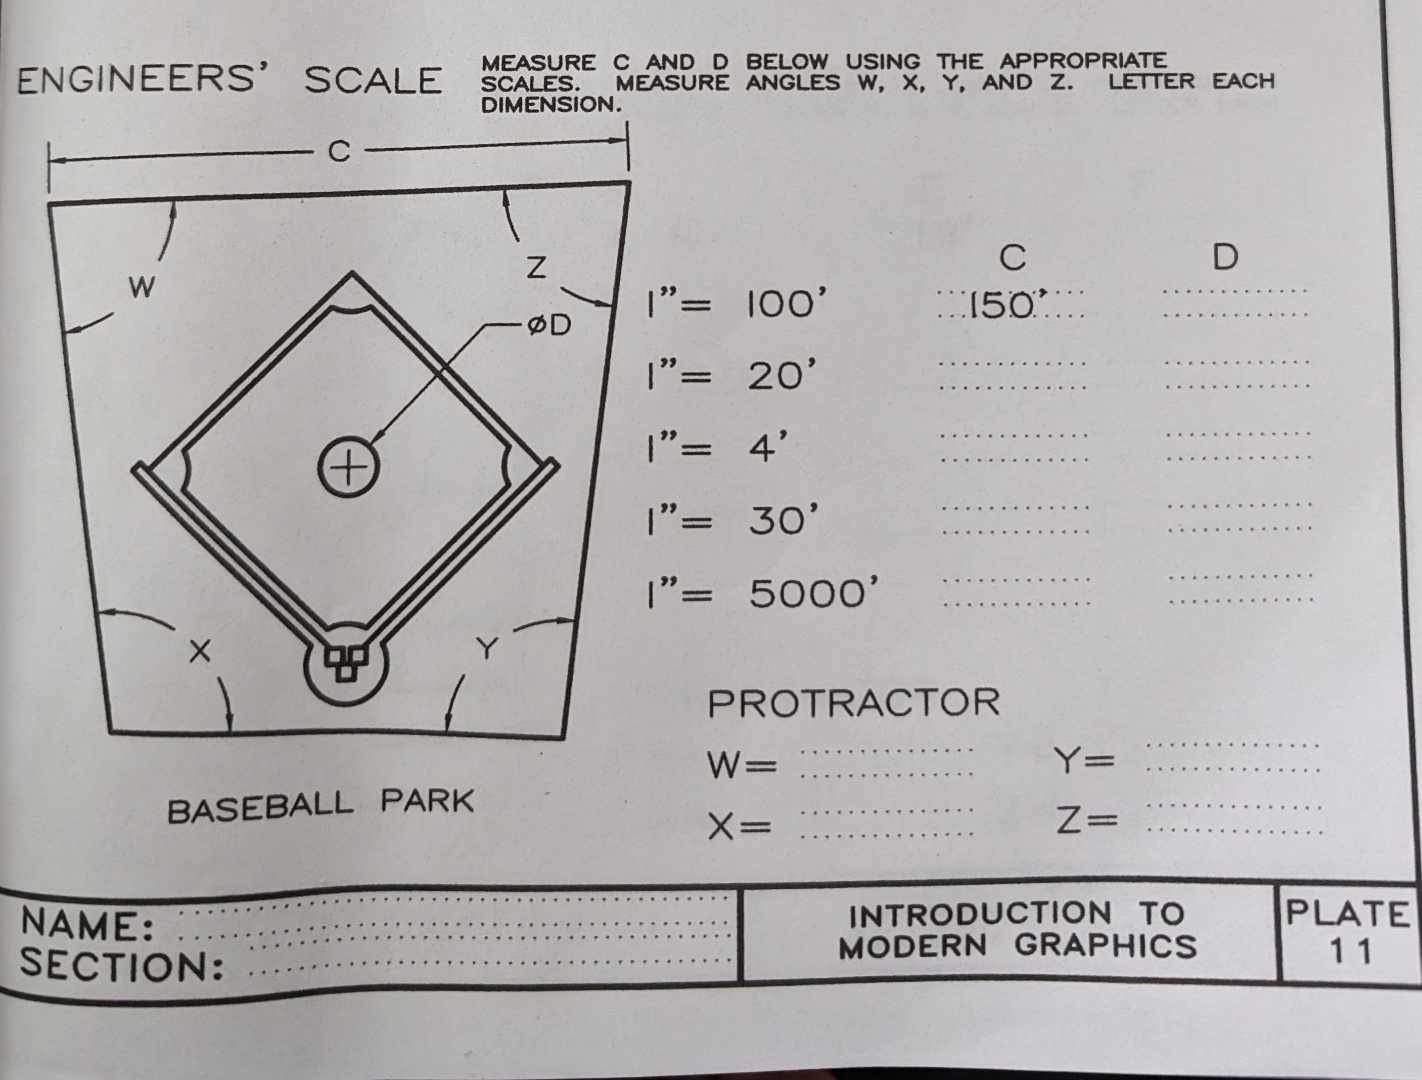 ENGINEERS' SCALE
MEASURE C AND D BELOW USING THE APPROPRIATE
SCALES. MEASURE ANGLES W, X, Y, AND Z. LETTER EACH
DIMENSION.
C
W
Z
ØD
X
Y
BASEBALL PARK
C D
1"= 100' 150'
1"= 20'
1"= 4'
1"= 30'
1"= 5000'
PROTRACTOR
W= Y=
X= Z=
NAME:
SECTION:
INTRODUCTION TO
MODERN GRAPHICS
PLATE
11